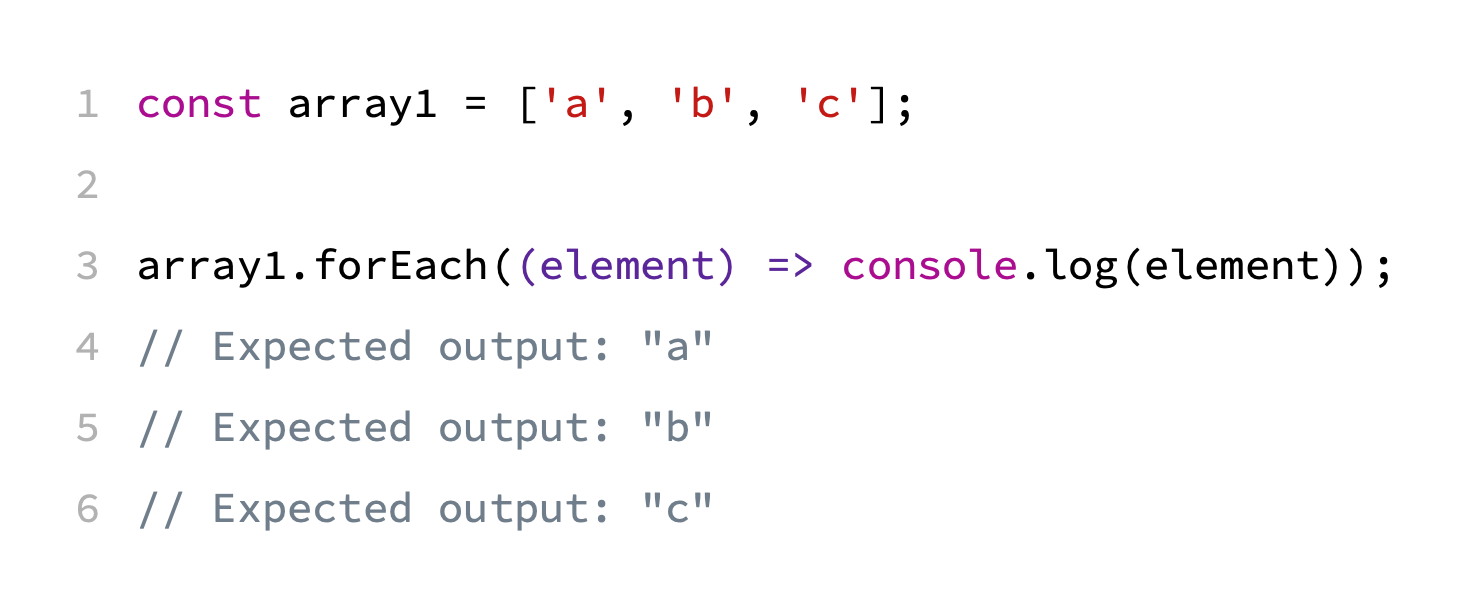 1 const array1 = ['a', 'b', 'c'];
2
3 array1.forEach((element) => console.log(element));
4 // Expected output: "a"
5 // Expected output: "b"
6 // Expected output: "c"